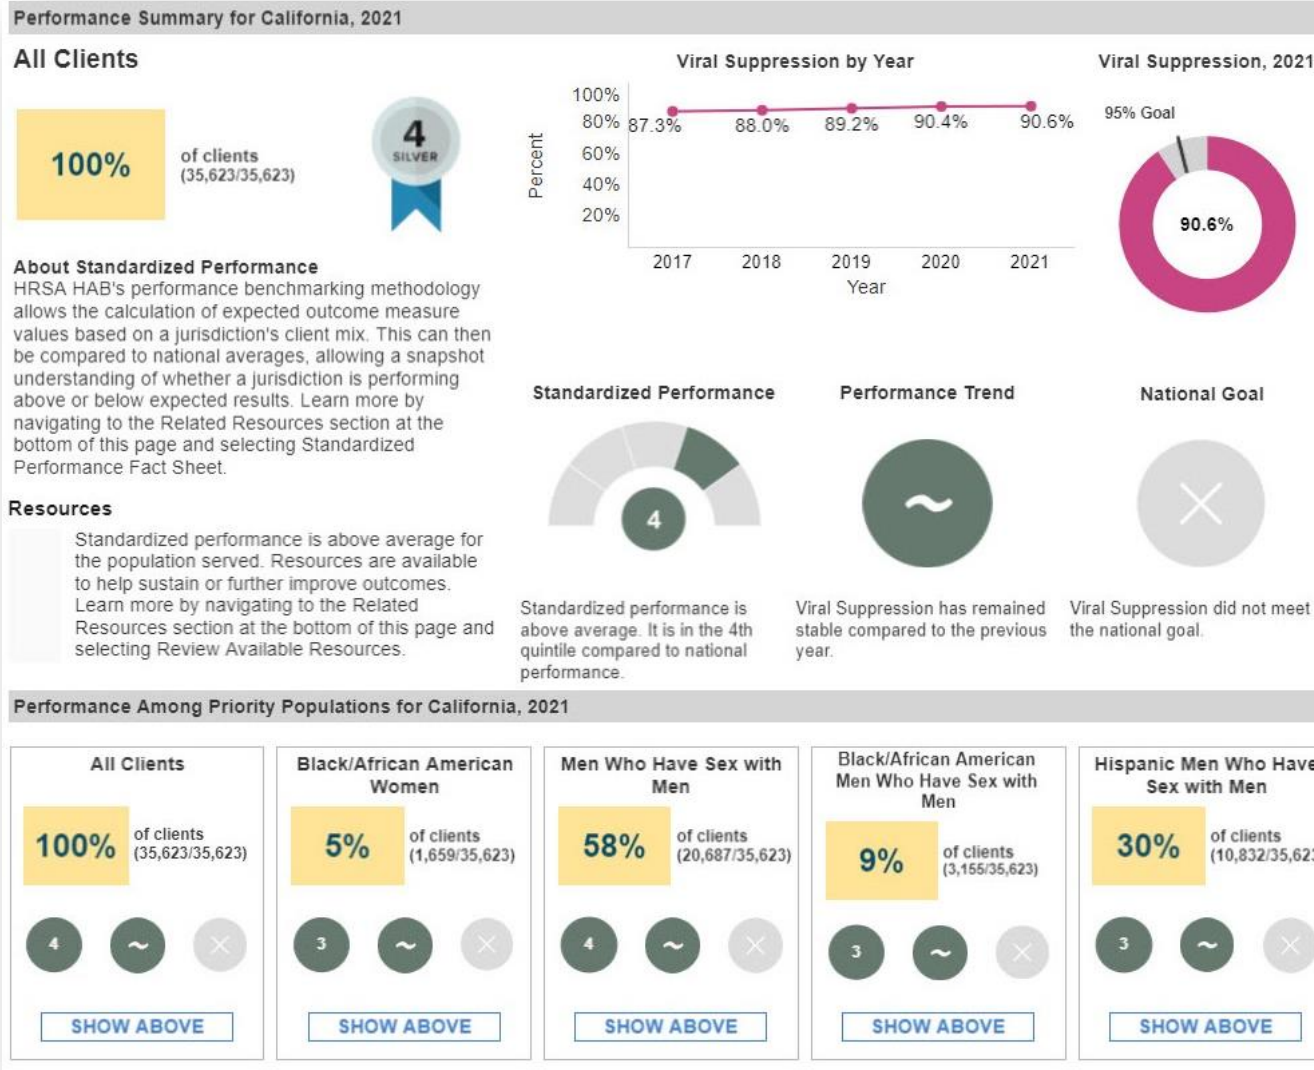 Performance Summary for California, 2021
All Clients
100%
of clients
(35,623/35,623)
4
SILVER
About Standardized Performance
HRSA HAB's performance benchmarking methodology
allows the calculation of expected outcome measure
values based on a jurisdiction's client mix. This can then
be compared to national averages, allowing a snapshot
understanding of whether a jurisdiction is performing
above or below expected results. Learn more by
navigating to the Related Resources section at the
bottom of this page and selecting Standardized
Performance Fact Sheet.
Resources
Standardized performance is above average for
the population served. Resources are available
to help sustain or further improve outcomes.
Learn more by navigating to the Related
Resources section at the bottom of this page and
selecting Review Available Resources.
Viral Suppression by Year
Percent
100%
80%
60%
40%
20%
87.3%
88.0%
89.2%
90.4%
90.6%
2017
2018
2019
2020
2021
Year
Viral Suppression, 2021
95% Goal
90.6%
Standardized Performance
4
Standardized performance is
above average. It is in the 4th
quintile compared to national
performance.
Performance Trend
~
Viral Suppression has remained
stable compared to the previous
year.
National Goal
Viral Suppression did not meet
the national goal.
Performance Among Priority Populations for California, 2021
All Clients
100%
of clients
(35,623/35,623)
4
~
SHOW ABOVE
Black/African American
Women
5%
of clients
(1,659/35,623)
3
~
SHOW ABOVE
Men Who Have Sex with
Men
58%
of clients
(20,687/35,623)
4
~
SHOW ABOVE
Black/African American
Men Who Have Sex with
Men
9%
of clients
(3,155/35,623)
3
~
SHOW ABOVE
Hispanic Men Who Have
Sex with Men
30%
of clients
(10,832/35,623
3
~
SHOW ABOVE